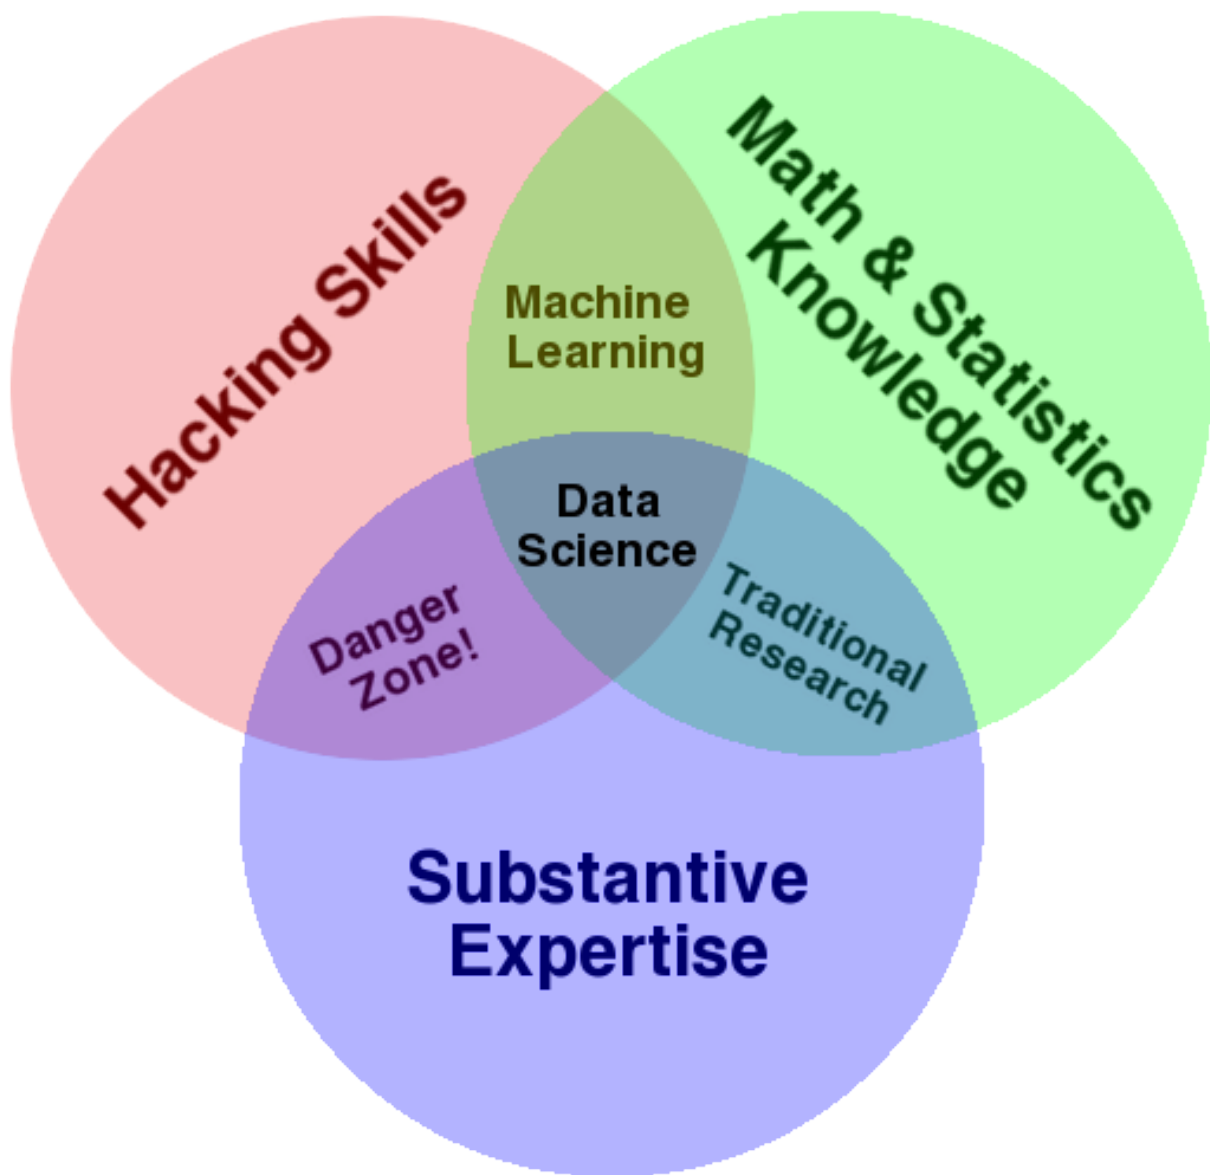 Hacking Skills
Math & Statistics
Knowledge
Machine
Learning
Data
Science
Danger
Zone!
Traditional
Research
Substantive
Expertise